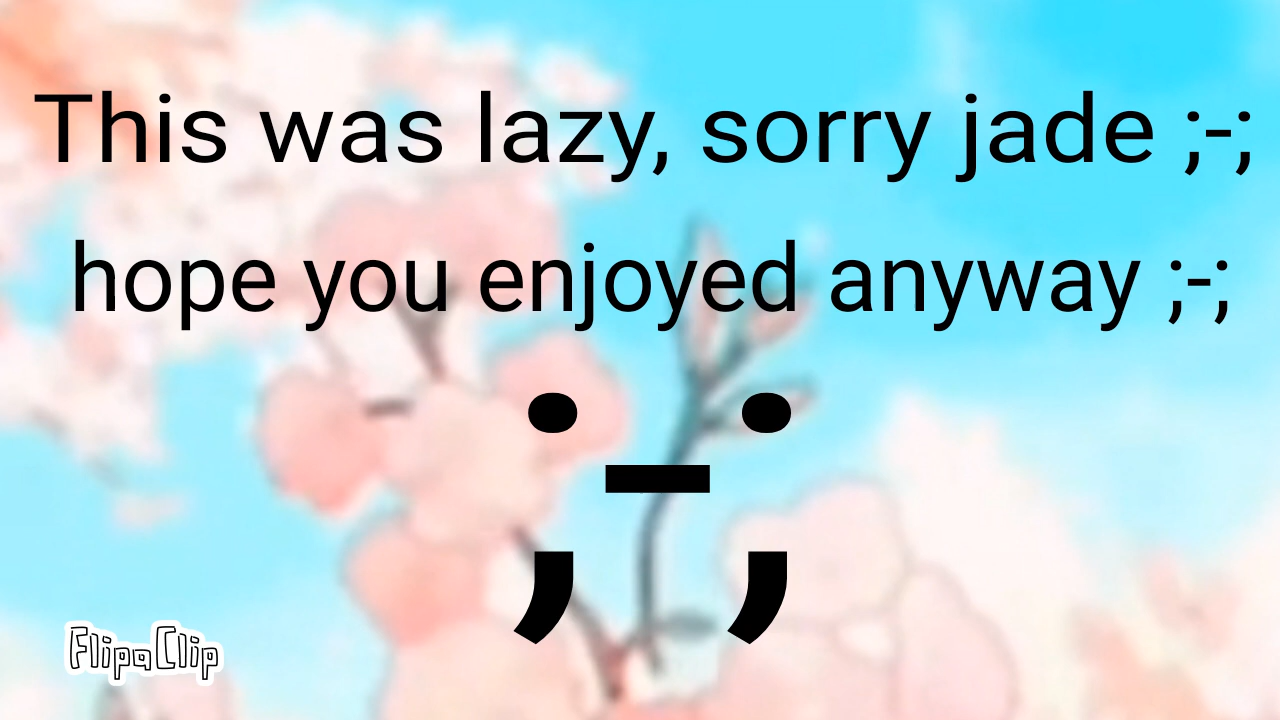 This was lazy, sorry jade ;-;
hope you enjoyed anyway ;-;
;-;
FlipaClip